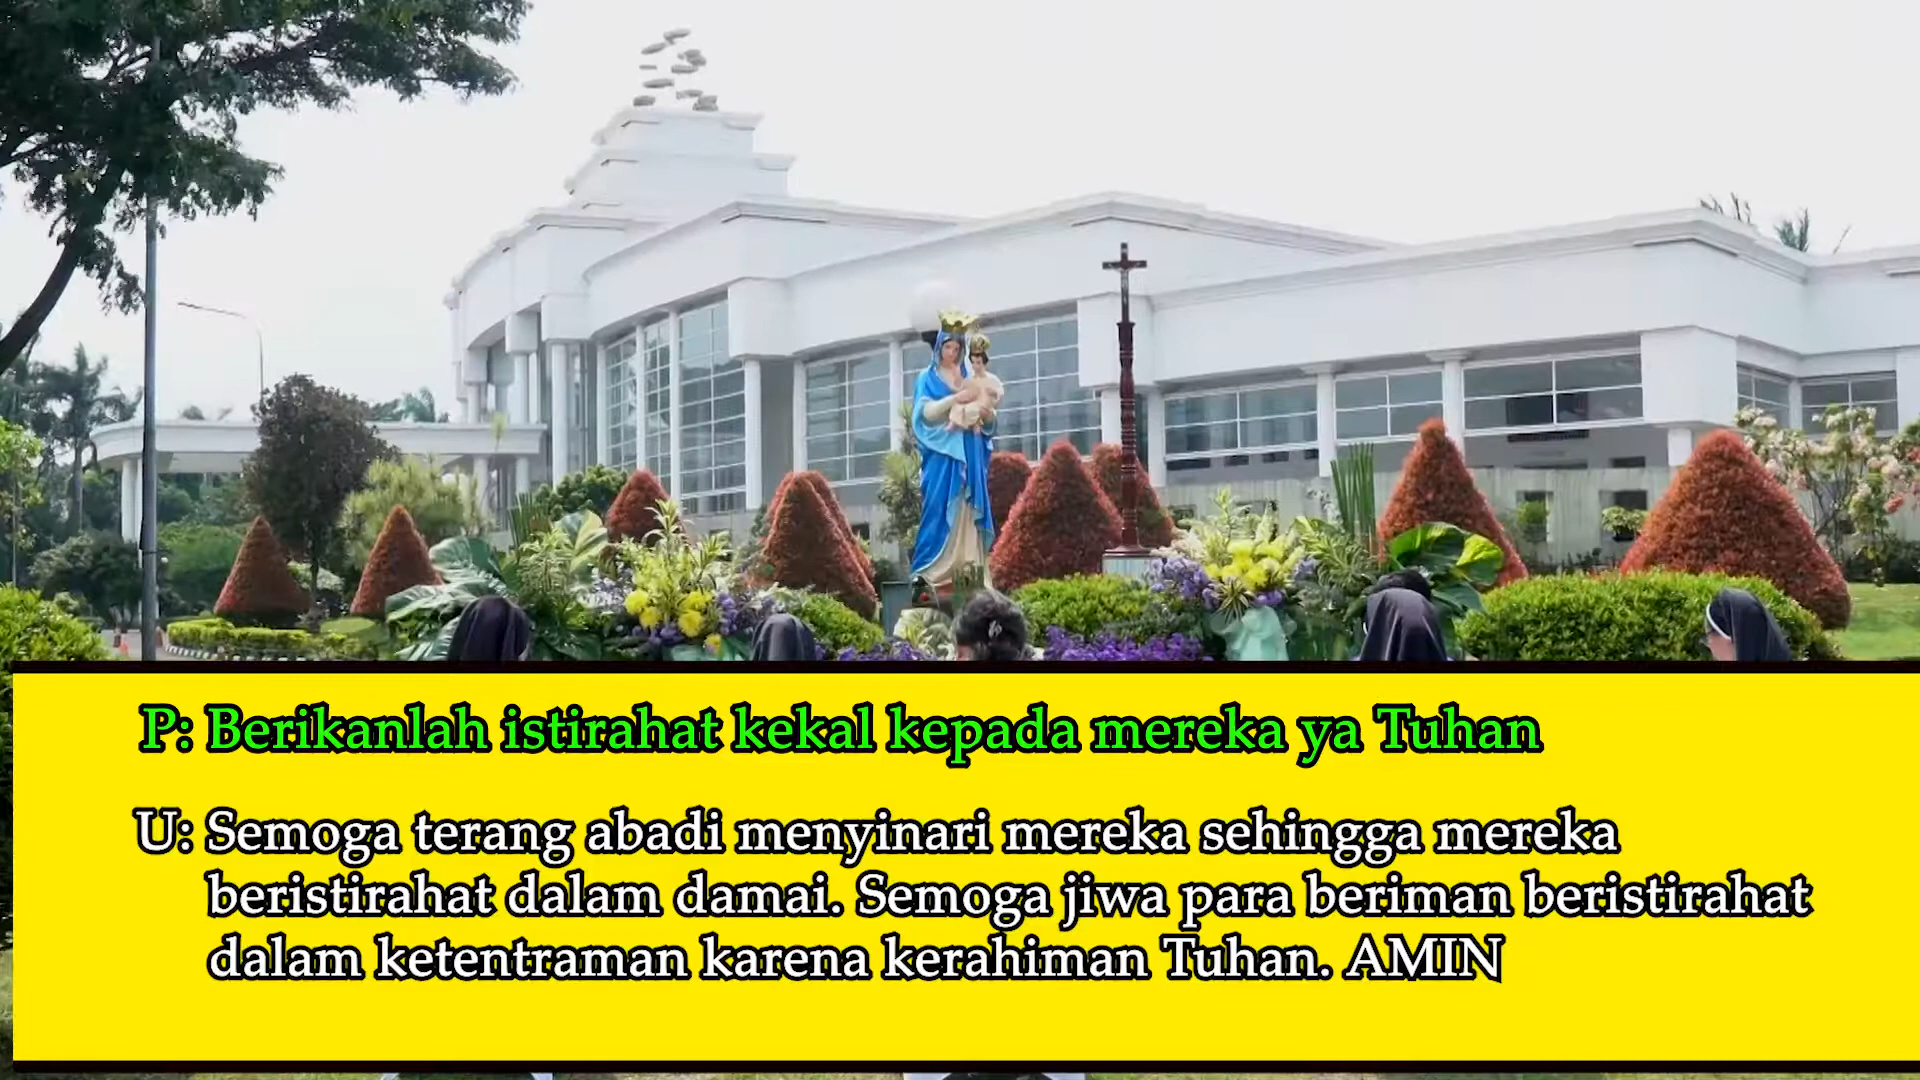 P: Berikanlah istirahat kekal kepada mereka ya Tuhan
U: Semoga terang abadi menyinari mereka sehingga mereka
beristirahat dalam damai. Semoga jiwa para beriman beristirahat
dalam ketentraman karena kerahiman Tuhan. AMIN